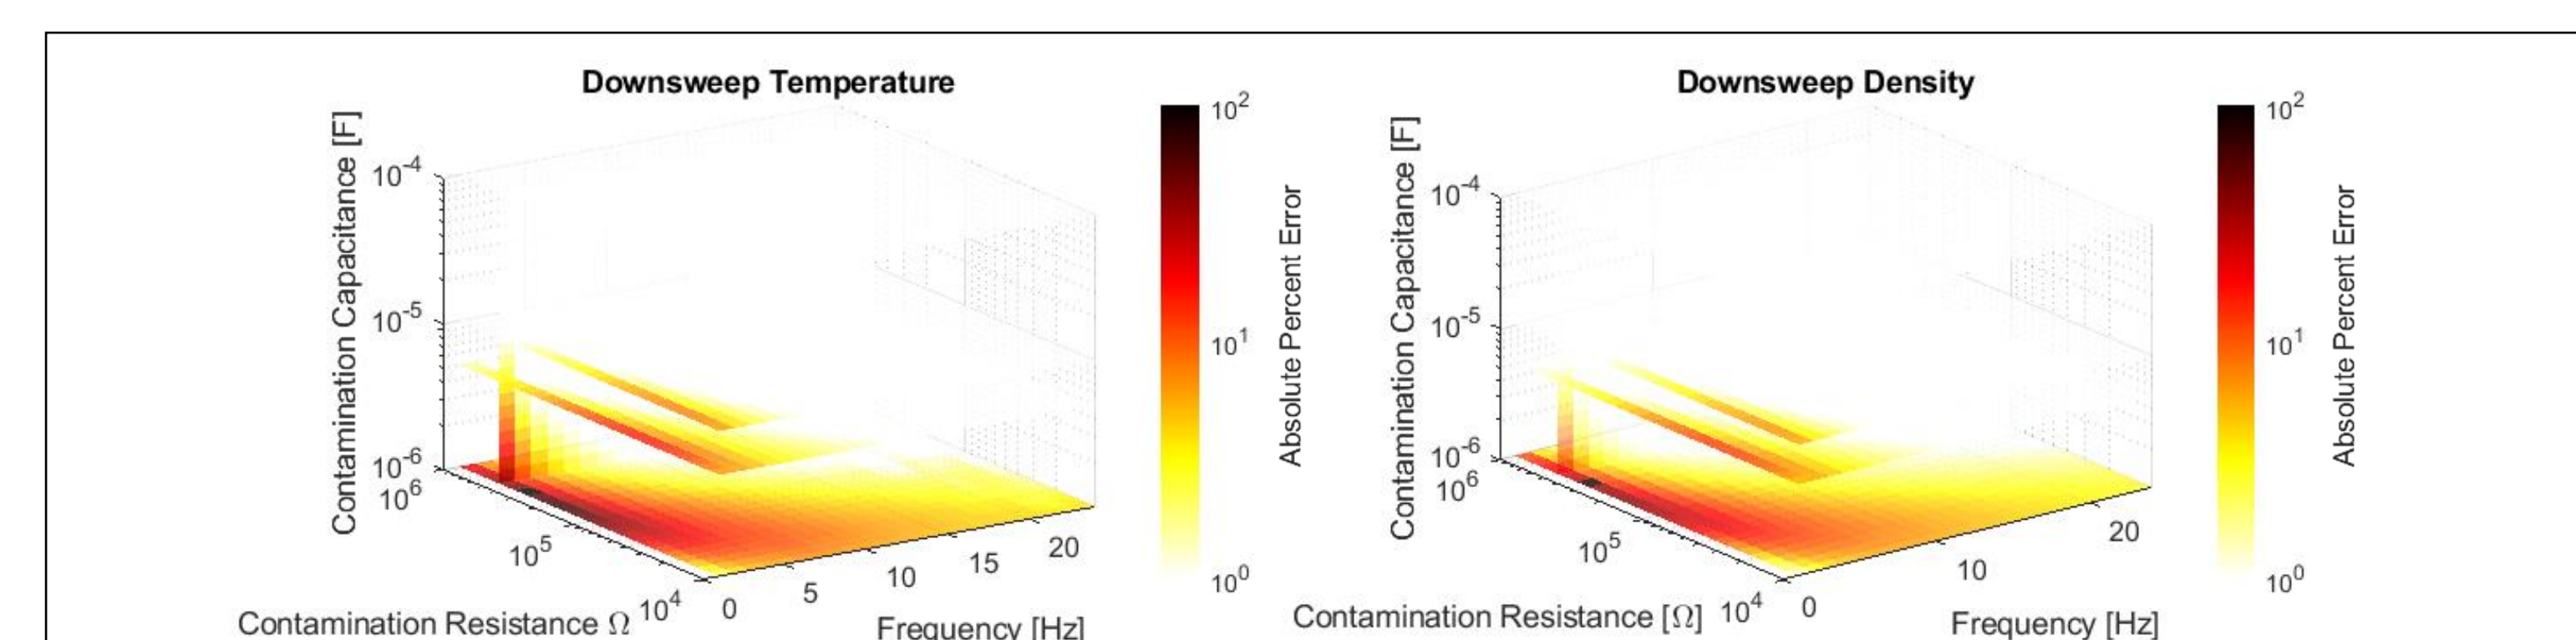 Downsweep Temperature
Contamination Capacitance [F]
10^-4
10^-5
10^-6
10^6
10^5
10^4
Contamination Resistance Ω
0
5
10
15
20
Frequency [Hz]
10^2
10^1
10^0
Absolute Percent Error
Downsweep Density
Contamination Capacitance [F]
10^-4
10^-5
10^-6
10^6
10^5
10^4
Contamination Resistance [Ω]
0
10
20
Frequency [Hz]
10^2
10^1
10^0
Absolute Percent Error